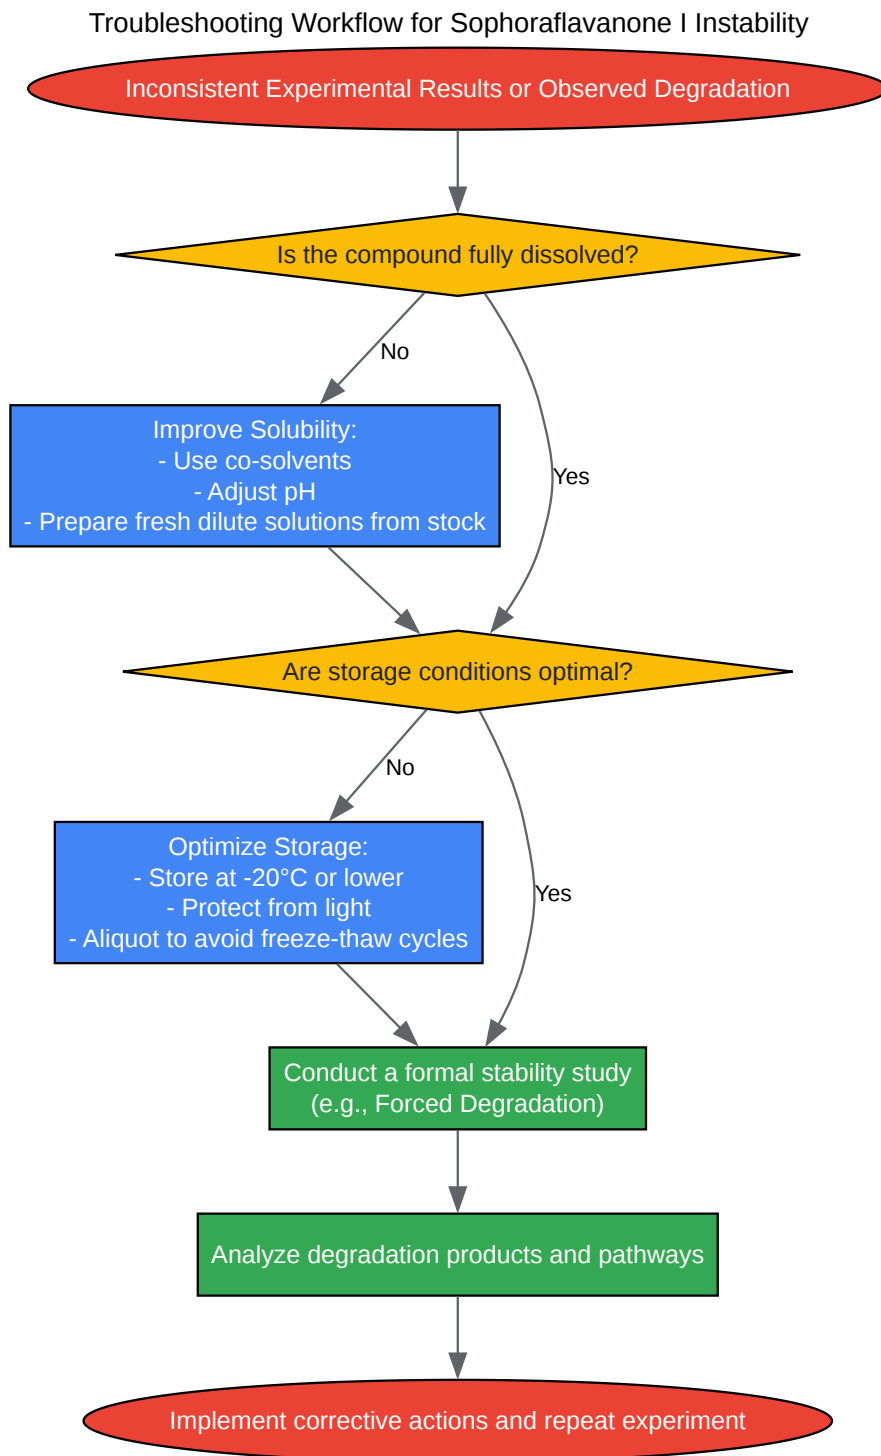 Troubleshooting Workflow for Sophoraflavanone I Instability
Inconsistent Experimental Results or Observed Degradation
Is the compound fully dissolved?
No
Improve Solubility:
- Use co-solvents
- Adjust pH
- Prepare fresh dilute solutions from stock
Yes
Are storage conditions optimal?
No
Optimize Storage:
- Store at -20°C or lower
- Protect from light
- Aliquot to avoid freeze-thaw cycles
Yes
Conduct a formal stability study
(e.g., Forced Degradation)
Analyze degradation products and pathways
Implement corrective actions and repeat experiment